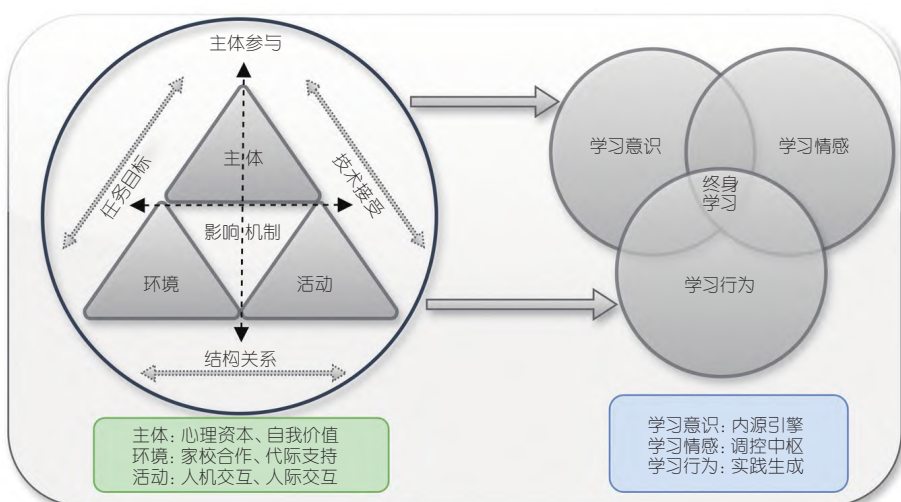 主体参与
任务目标
技术接受
主体
影响机制
环境
活动
结构关系
学习意识
学习情感
终身
学习
学习行为
主体：心理资本、自我价值
环境：家校合作、代际支持
活动：人机交互、人际交互
学习意识：内源引擎
学习情感：调控中枢
学习行为：实践生成